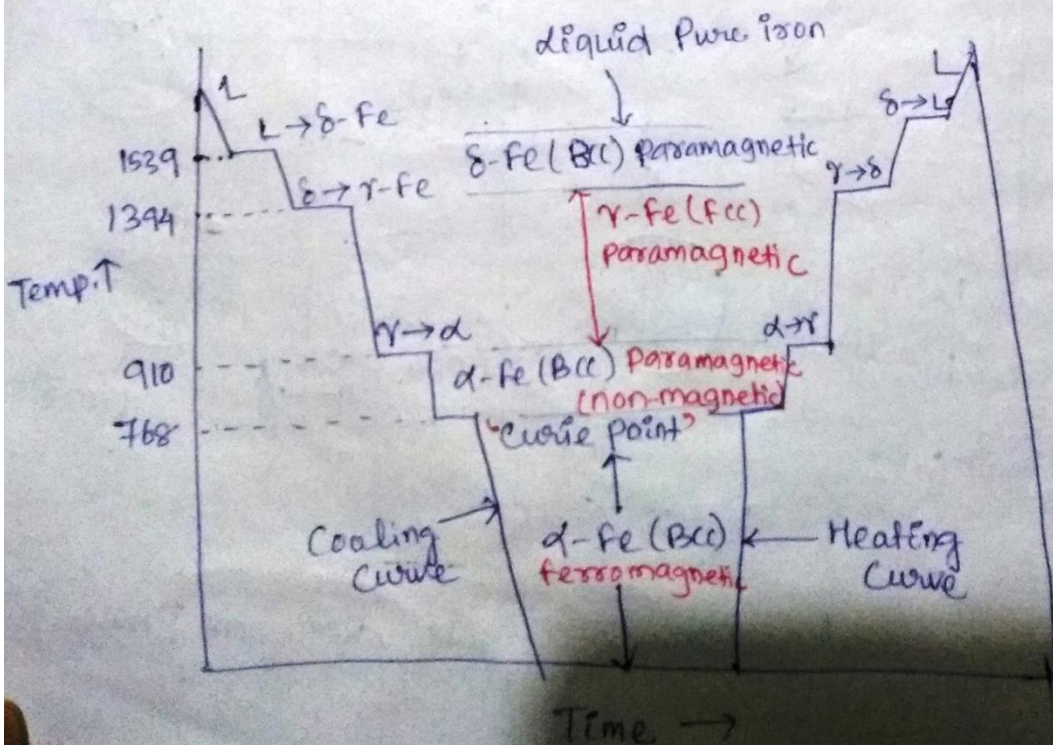 Liquid Pure iron
L
L
L → δ-Fe
δ → L
1539
δ-Fe (BCC) Paramagnetic
δ → γ-Fe
γ → δ
1394
γ-Fe (FCC)
Paramagnetic
Temp.↑
γ → α
α → γ
910
α-Fe (BCC) Paramagnetic
(non-magnetic)
768
"Curie Point"
Cooling
Curve
α-Fe (BCC)
ferromagnetic
Heating
Curve
Time →